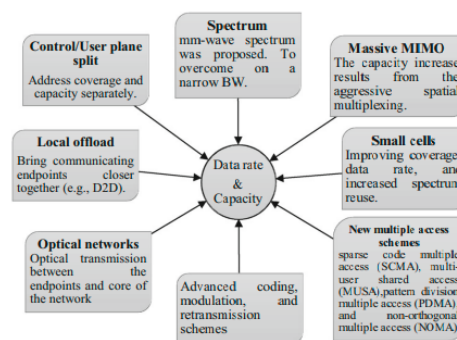 Control/User plane
split
Address coverage and
capacity separately.
Spectrum
mm-wave spectrum
was proposed. To
overcome on a
narrow BW.
Massive MIMO
The capacity increase
results from the
aggressive spatial
multiplexing.
Local offload
Bring communicating
endpoints closer
together (e.g., D2D).
Data rate
&
Capacity
Small cells
Improving coverage,
data rate, and
increased spectrum
reuse.
Optical networks
Optical transmission
between the
endpoints and core of
the network
Advanced coding,
modulation, and
retransmission
schemes
New multiple access
schemes
sparse code multiple
access (SCMA), multi-
user shared access
(MUSA),pattern division
multiple access (PDMA)
and non-orthogonal
multiple access (NOMA)